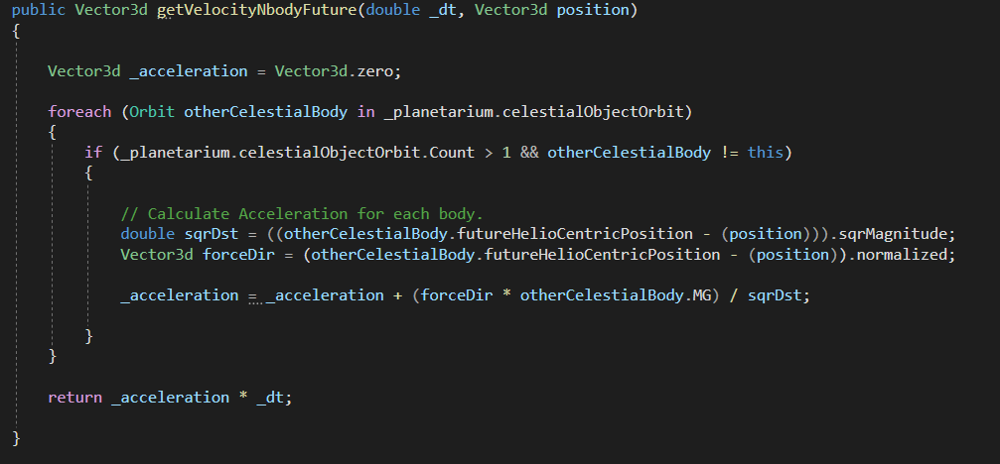 public Vector3d getVelocityNbodyFuture(double _dt, Vector3d position)
{
Vector3d _acceleration = Vector3d.zero;
foreach (Orbit otherCelestialBody in _planetarium.celestialObjectOrbit)
{
if (_planetarium.celestialObjectOrbit.Count > 1 && otherCelestialBody != this)
{
// Calculate Acceleration for each body.
double sqrDst = ((otherCelestialBody.futureHelioCentricPosition - (position))).sqrMagnitude;
Vector3d forceDir = (otherCelestialBody.futureHelioCentricPosition - (position)).normalized;
_acceleration = _acceleration + (forceDir * otherCelestialBody.MG) / sqrDst;
}
}
return _acceleration * _dt;
}